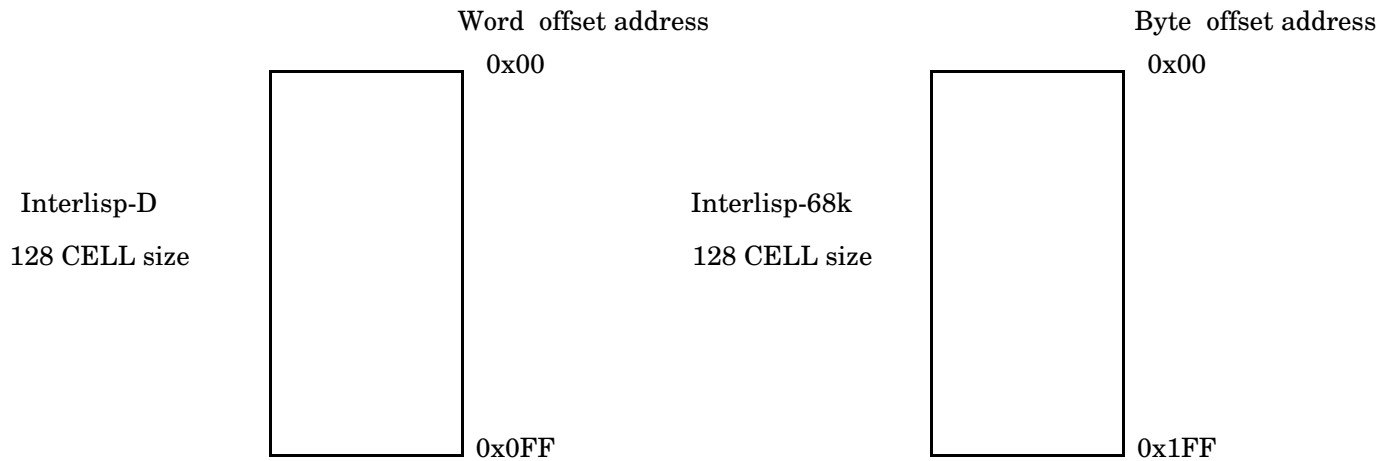 Word offset address
0x00
Interlisp-D
128 CELL size
0x0FF
Byte offset address
0x00
Interlisp-68k
128 CELL size
0x1FF